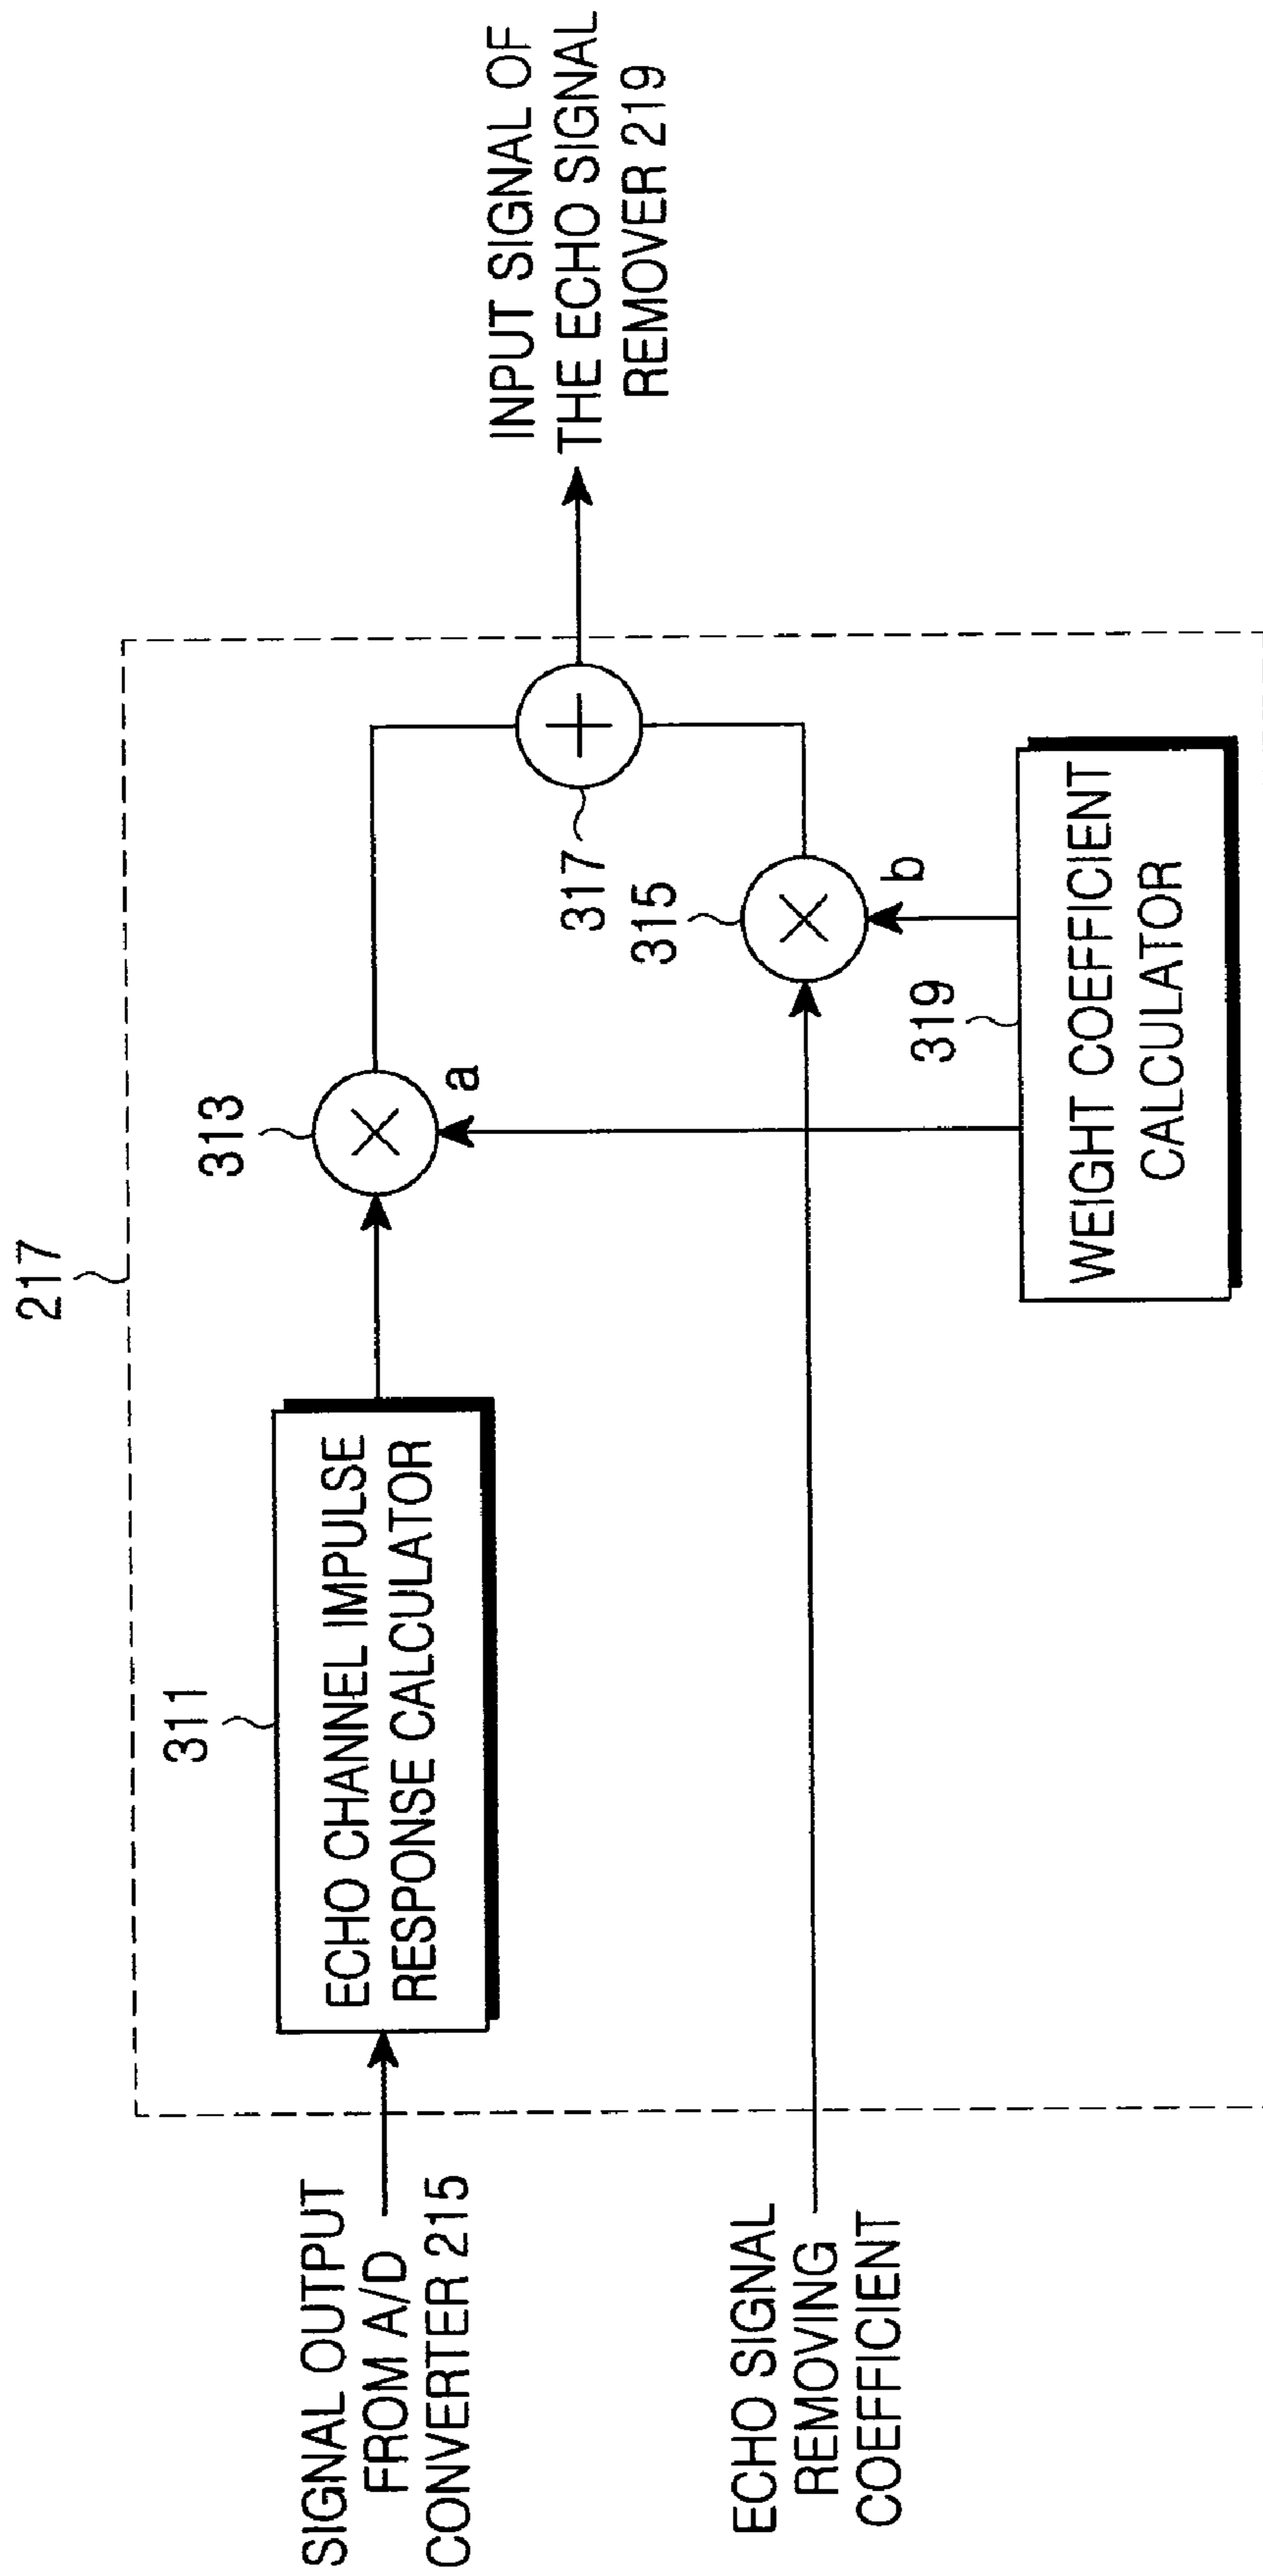 217
311
313
SIGNAL OUTPUT
FROM A/D
CONVERTER 215
ECHO CHANNEL IMPULSE
RESPONSE CALCULATOR
a
317
INPUT SIGNAL OF
THE ECHO SIGNAL
REMOVER 219
315
ECHO SIGNAL
REMOVING
COEFFICIENT
b
319
WEIGHT COEFFICIENT
CALCULATOR